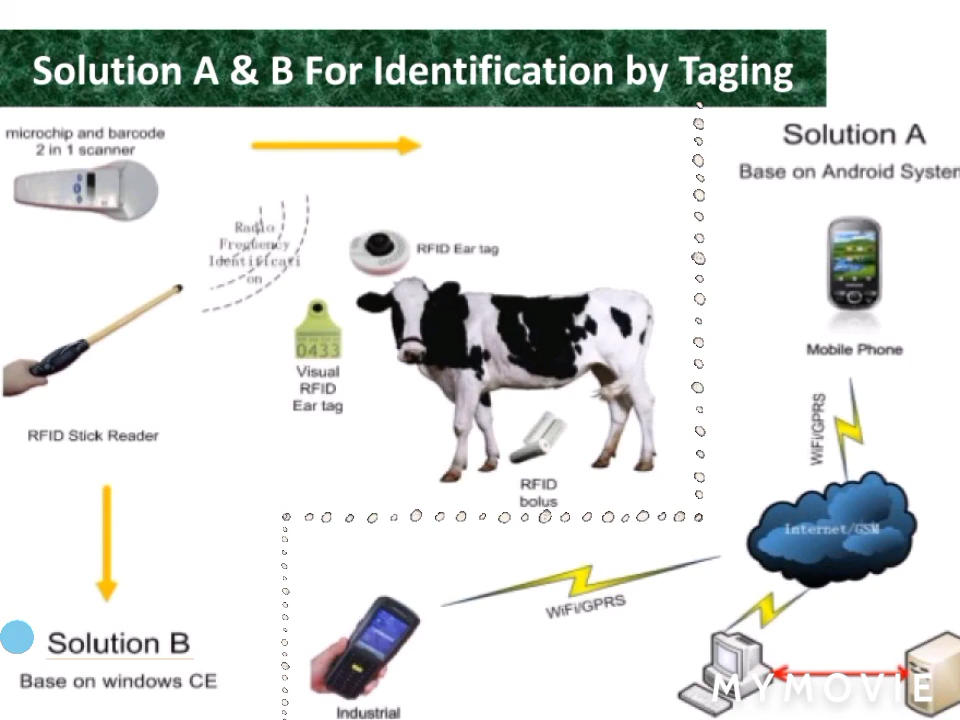 Solution A & B For Identification by Taging
microchip and barcode
2 in 1 scanner
Solution A
Base on Android System
Radio
Frequency
Identificati
on
RFID Ear tag
0433
Visual
RFID
Ear tag
Mobile Phone
RFID Stick Reader
WiFi/GPRS
RFID
bolus
Internet/GSM
WiFi/GPRS
Solution B
Base on windows CE
Industrial
MYMOVIE